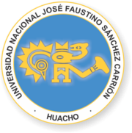 UNIVERSIDAD NACIONAL JOSÉ FAUSTINO SÁNCHEZ CARRIÓN
· HUACHO ·